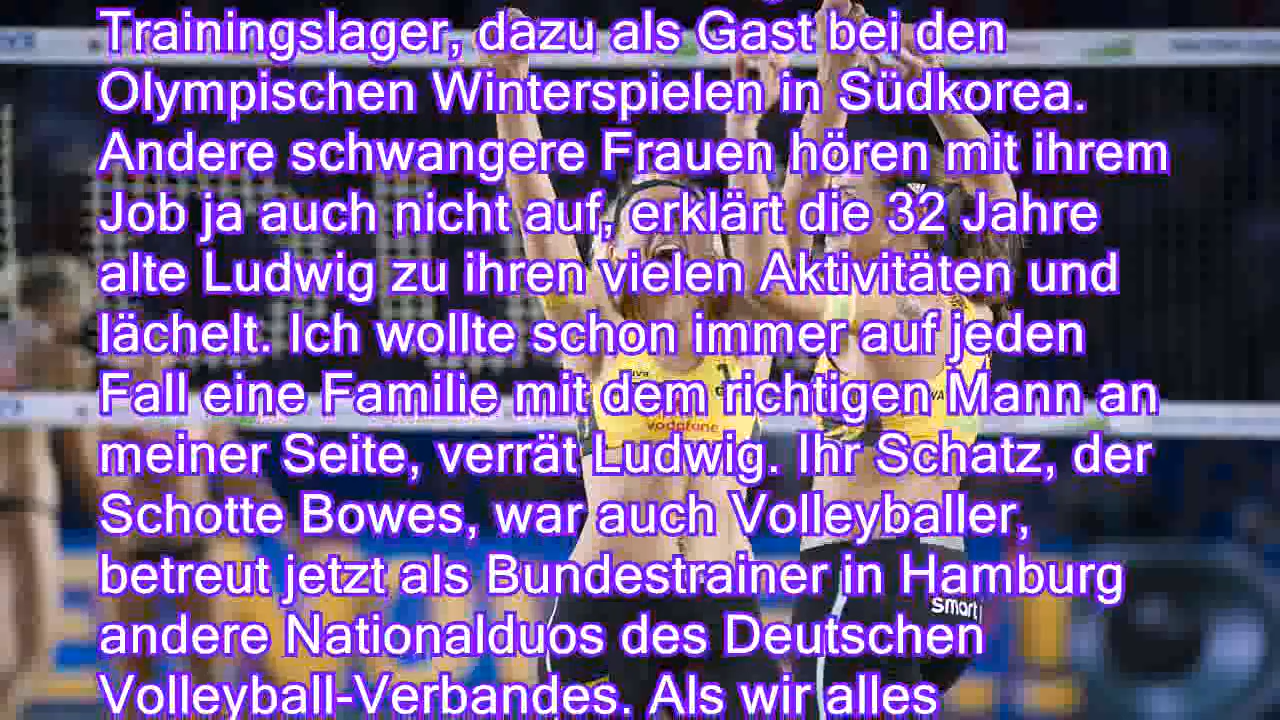 Trainingslager, dazu als Gast bei den
Olympischen Winterspielen in Südkorea.
Andere schwangere Frauen hören mit ihrem
Job ja auch nicht auf, erklärt die 32 Jahre
alte Ludwig zu ihren vielen Aktivitäten und
lächelt. Ich wollte schon immer auf jeden
Fall eine Familie mit dem richtigen Mann an
meiner Seite, verrät Ludwig. Ihr Schatz, der
Schotte Bowes, war auch Volleyballer,
betreut jetzt als Bundestrainer in Hamburg
andere Nationalduos des Deutschen
Volleyball-Verbandes. Als wir alles
vodafone
smart